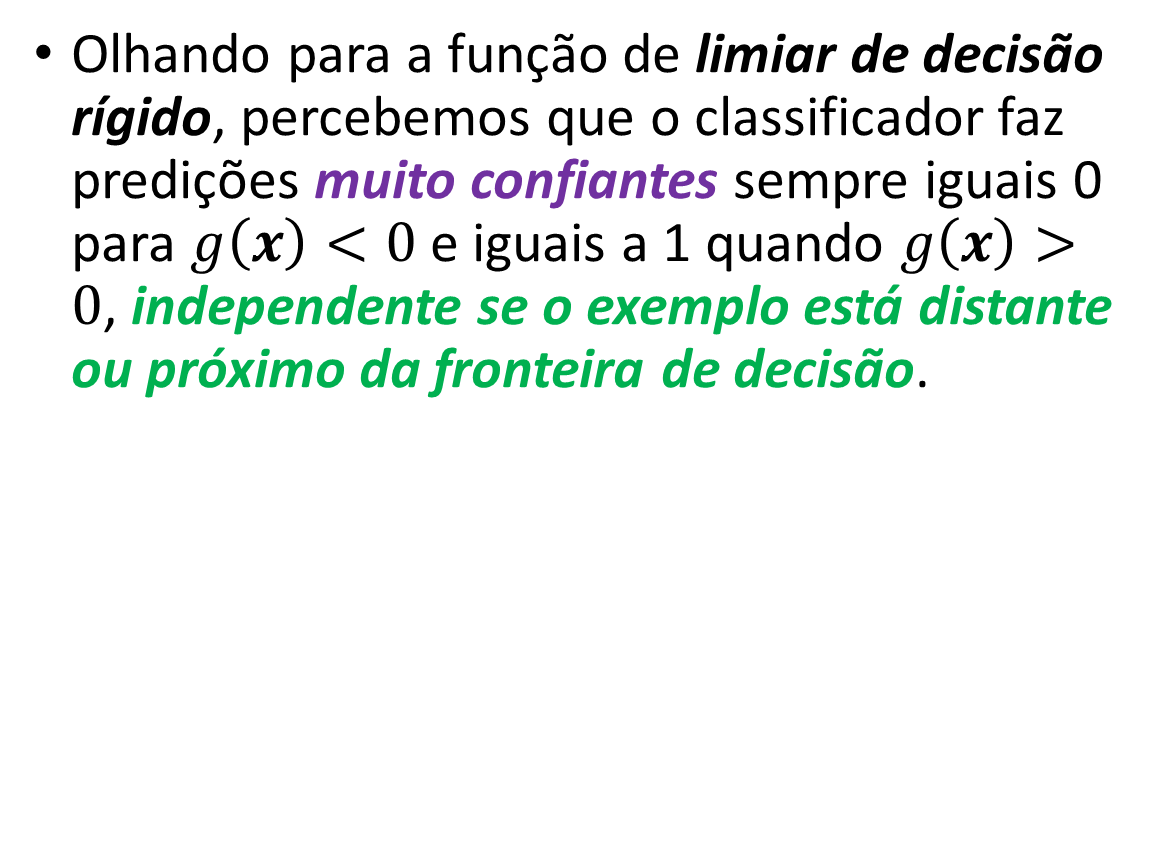 • Olhando para a função de limiar de decisão
rígido, percebemos que o classificador faz
predições muito confiantes sempre iguais 0
para 𝑔(𝒙) < 0 e iguais a 1 quando 𝑔(𝒙) >
0, independente se o exemplo está distante
ou próximo da fronteira de decisão.